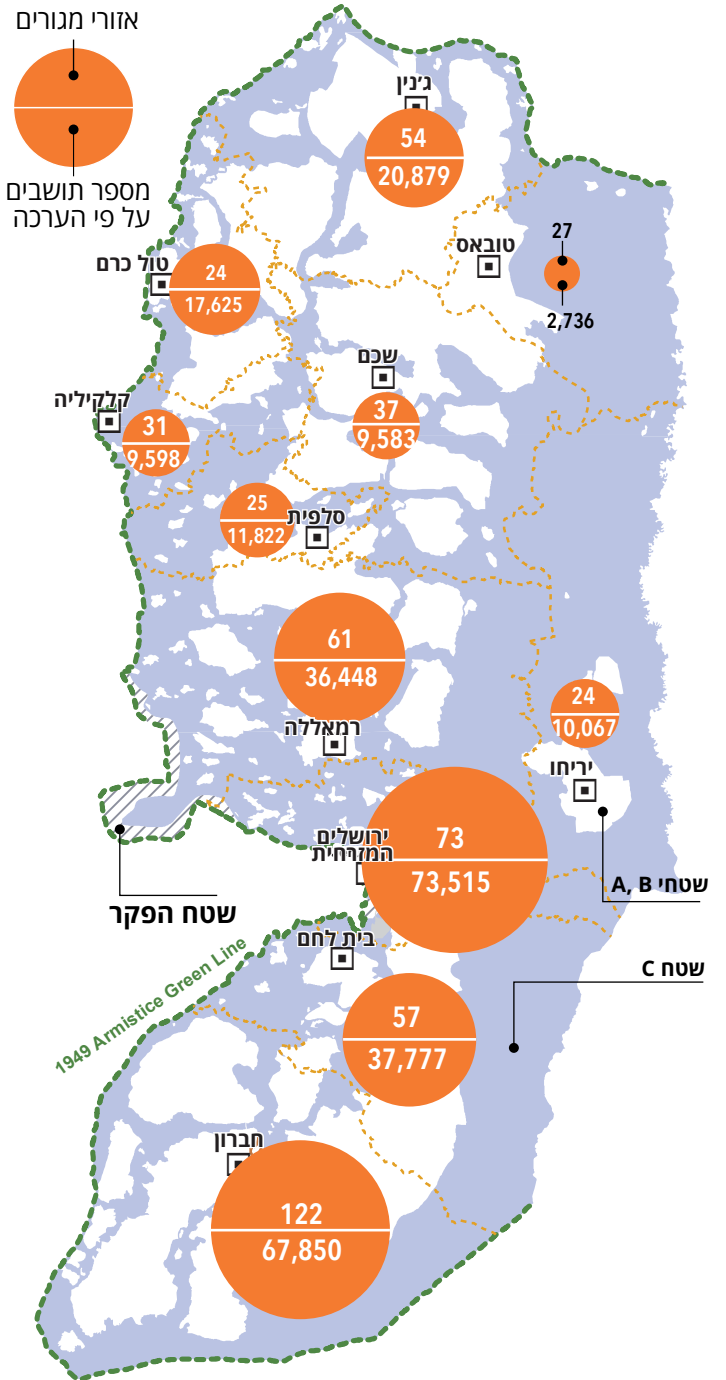 אזורי מגורים
מספר תושבים
על פי הערכה
ג'נין
54
20,879
טובאס
27
2,736
טול כרם
24
17,625
שכם
37
9,583
קלקיליה
31
9,598
25
11,822
סלפית
61
36,448
רמאללה
24
10,067
יריחו
ירושלים
המזרחית
73
73,515
שטחי A, B
שטח הפקר
בית לחם
שטח C
1949 Armistice Green Line
57
37,777
חברון
122
67,850